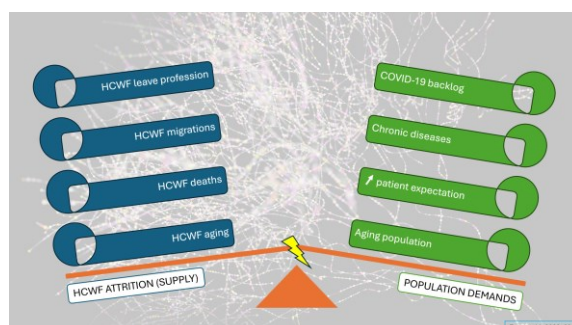 HCWF leave profession
HCWF migrations
HCWF deaths
HCWF aging
HCWF ATTRITION (SUPPLY)
COVID-19 backlog
Chronic diseases
↗ patient expectation
Aging population
POPULATION DEMANDS